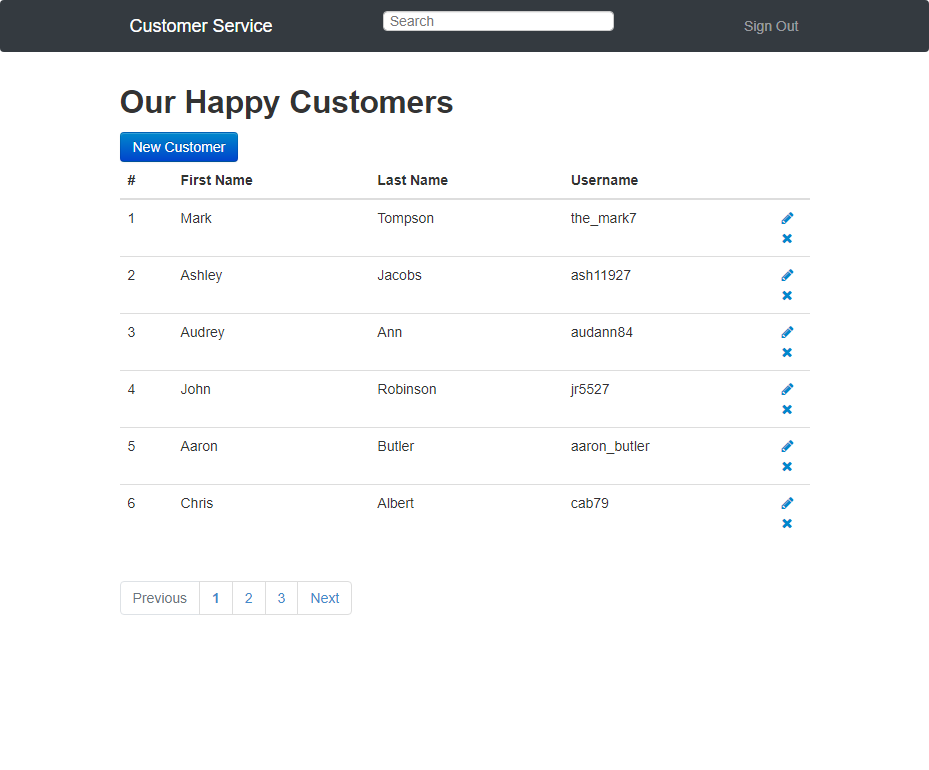 Customer Service Search Sign Out
Our Happy Customers
New Customer
# First Name Last Name Username
1 Mark Tompson the_mark7
2 Ashley Jacobs ash11927
3 Audrey Ann audann84
4 John Robinson jr5527
5 Aaron Butler aaron_butler
6 Chris Albert cab79
Previous 1 2 3 Next